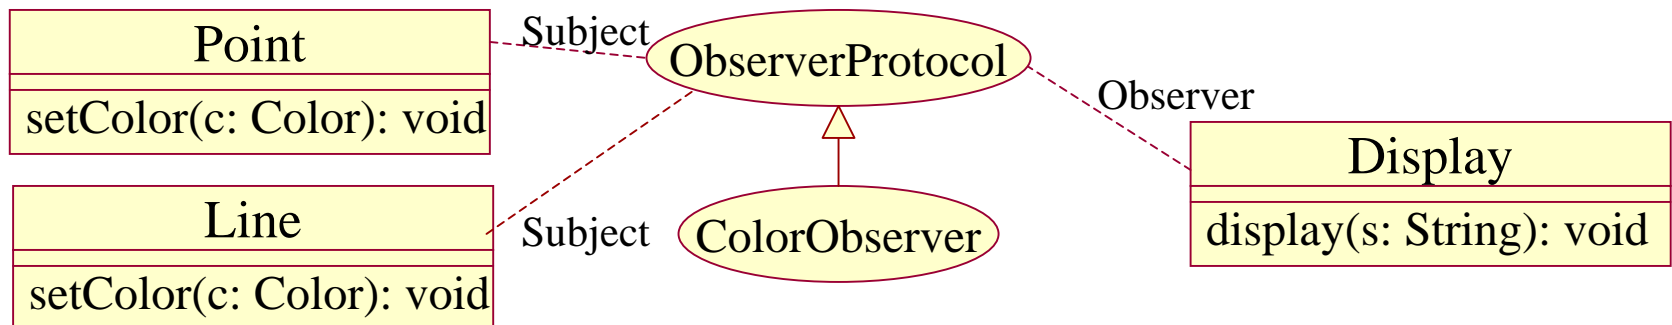 Point
setColor(c: Color): void
Subject
ObserverProtocol
Observer
Display
display(s: String): void
Line
setColor(c: Color): void
Subject
ColorObserver